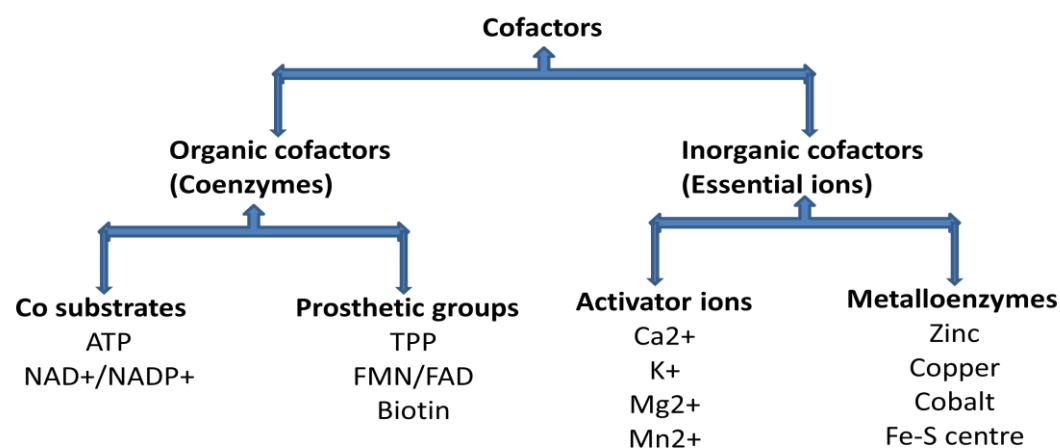 Cofactors
Organic cofactors
(Coenzymes)
Inorganic cofactors
(Essential ions)
Co substrates
ATP
NAD+/NADP+
Prosthetic groups
TPP
FMN/FAD
Biotin
Activator ions
Ca2+
K+
Mg2+
Mn2+
Metalloenzymes
Zinc
Copper
Cobalt
Fe-S centre